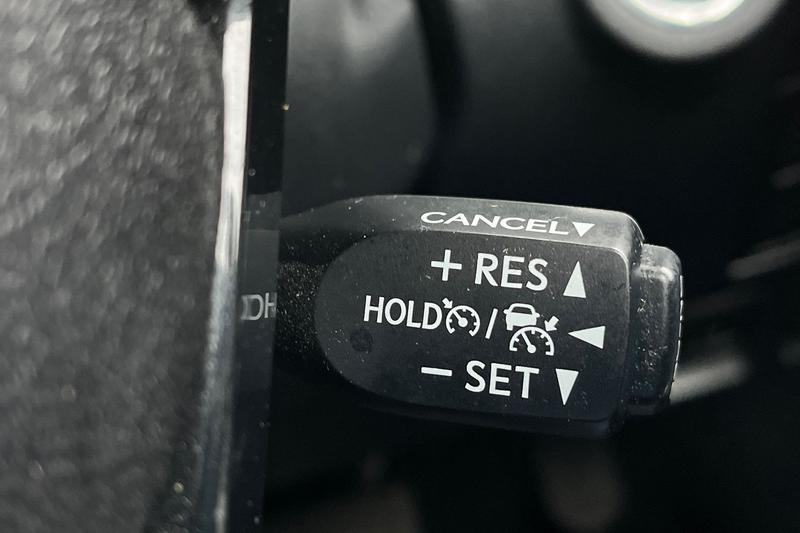 CANCEL▼
+ RES ▲
HOLD / ◀
− SET ▼